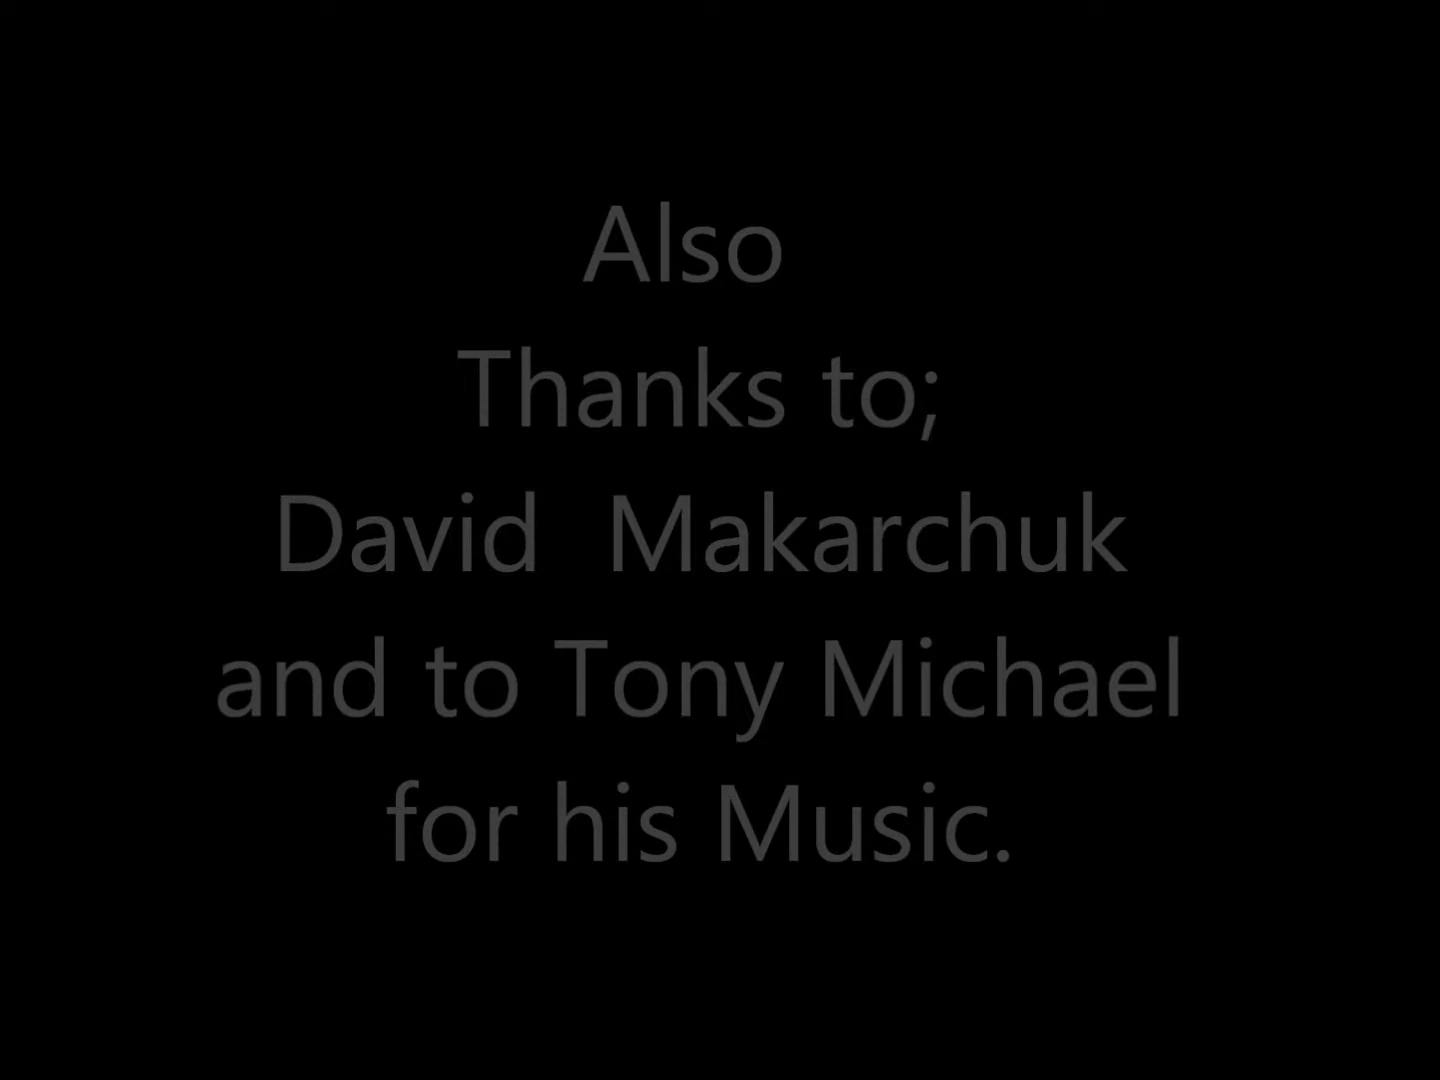 Also
Thanks to;
David  Makarchuk
and to Tony Michael
for his Music.